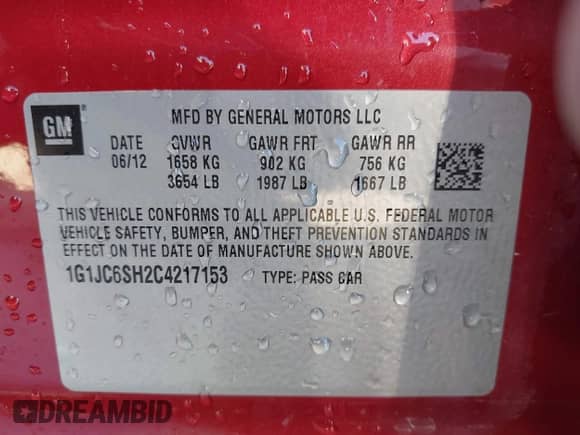 GM
MFD BY GENERAL MOTORS LLC
DATE GVWR GAWR FRT GAWR RR
06/12 1658 KG 902 KG 756 KG
3654 LB 1987 LB 1667 LB
THIS VEHICLE CONFORMS TO ALL APPLICABLE U.S. FEDERAL MOTOR
VEHICLE SAFETY, BUMPER, AND THEFT PREVENTION STANDARDS IN
EFFECT ON THE DATE OF MANUFACTURE SHOWN ABOVE.
1G1JC6SH2C4217153 TYPE: PASS CAR
DREAMBID